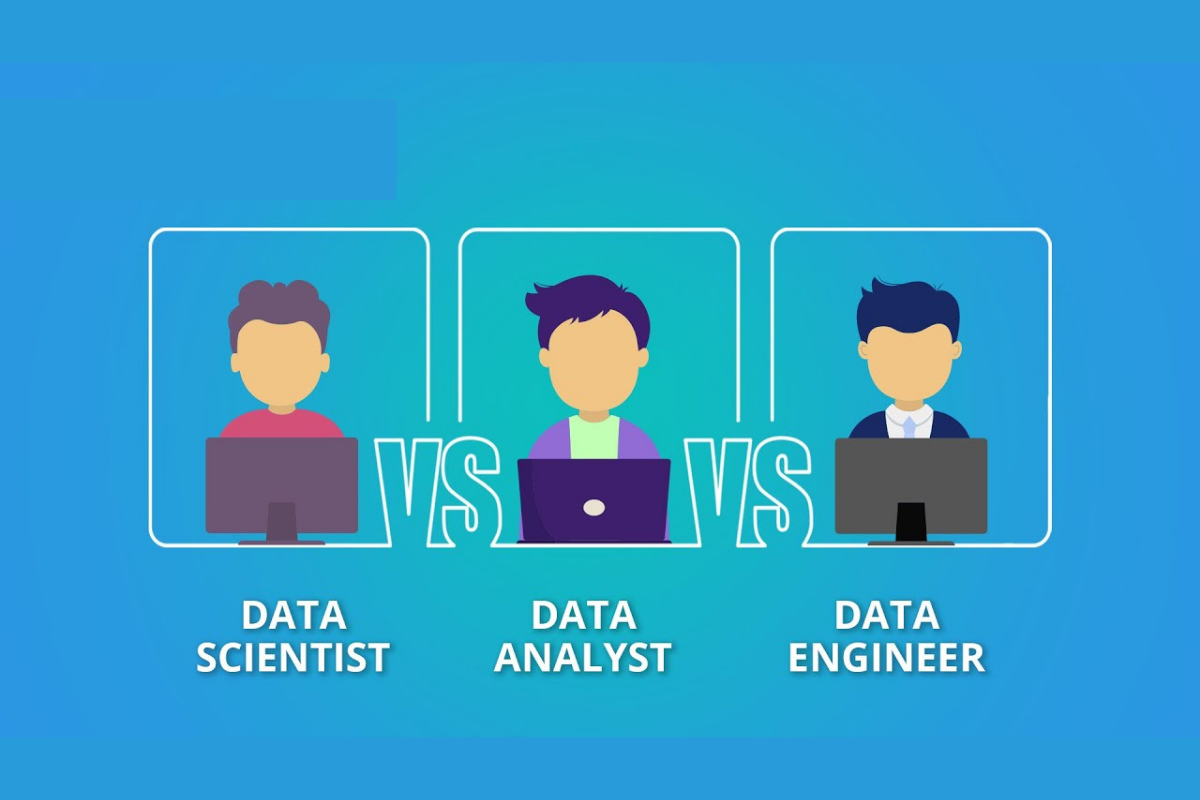 VS VS
DATA
SCIENTIST
DATA
ANALYST
DATA
ENGINEER